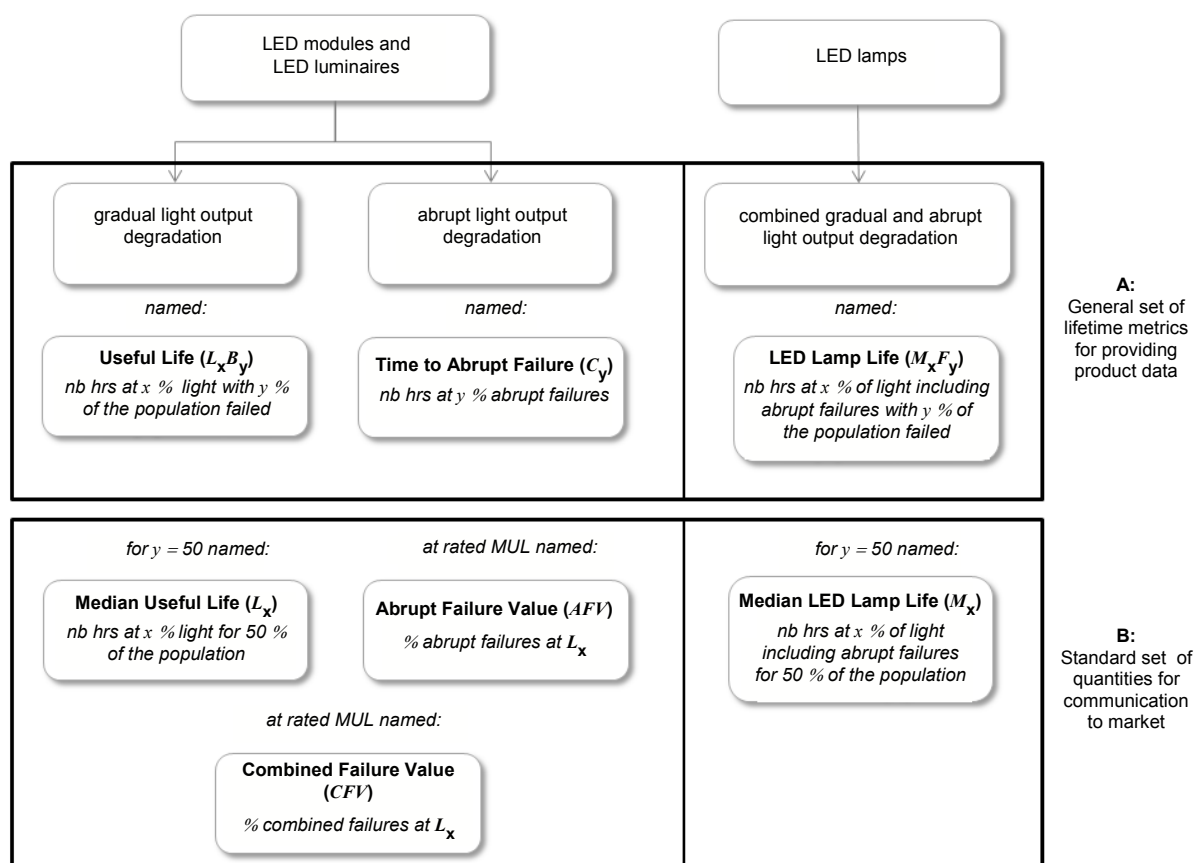 LED modules and
LED luminaires
LED lamps
gradual light output
degradation
abrupt light output
degradation
combined gradual and abrupt
light output degradation
named:
named:
named:
Useful Life (LxBy)
nb hrs at x % light with y %
of the population failed
Time to Abrupt Failure (Cy)
nb hrs at y % abrupt failures
LED Lamp Life (MxFy)
nb hrs at x % of light including
abrupt failures with y % of
the population failed
A:
General set of
lifetime metrics
for providing
product data
for y = 50 named:
at rated MUL named:
for y = 50 named:
Median Useful Life (Lx)
nb hrs at x % light for 50 %
of the population
Abrupt Failure Value (AFV)
% abrupt failures at Lx
Median LED Lamp Life (Mx)
nb hrs at x % of light
including abrupt failures
for 50 % of the population
at rated MUL named:
Combined Failure Value
(CFV)
% combined failures at Lx
B:
Standard set of
quantities for
communication
to market